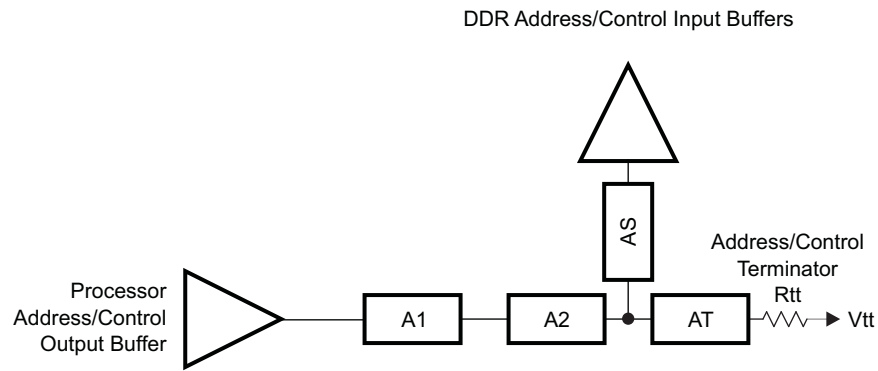 DDR Address/Control Input Buffers
AS
Address/Control
Terminator
Rtt
Processor
Address/Control
Output Buffer
A1
A2
AT
Vtt